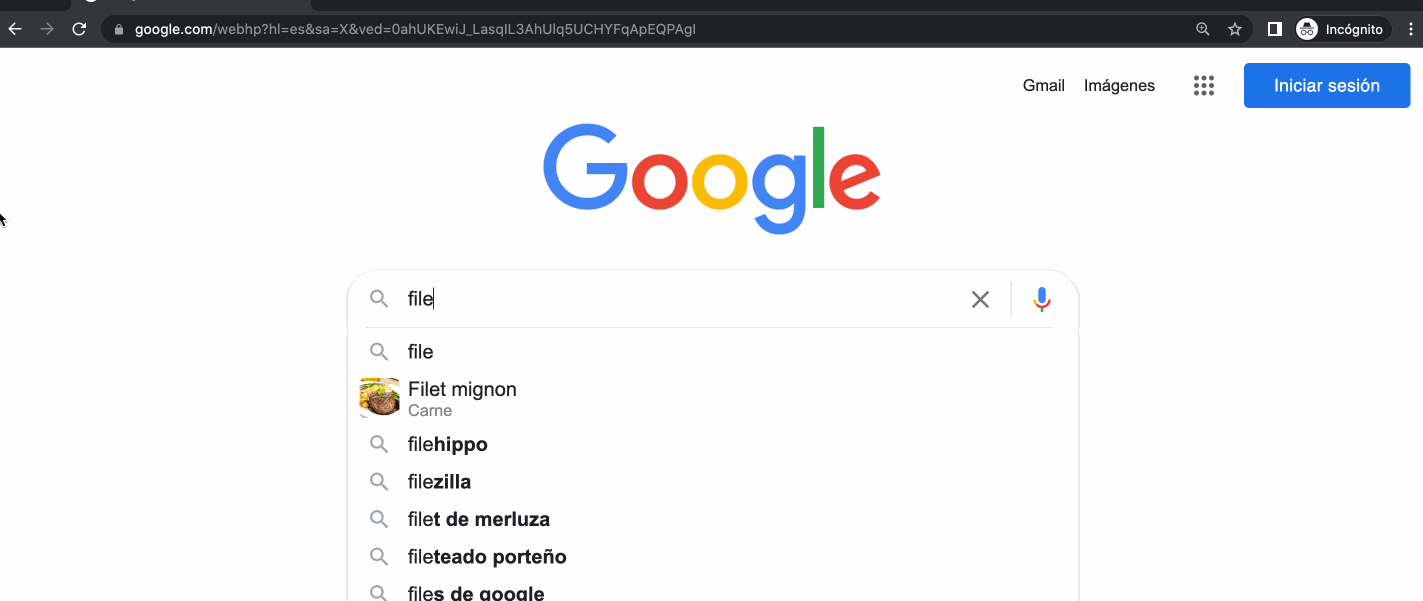 google.com/webhp?hl=es&sa=X&ved=0ahUKEwiJ_LasqIL3AhUlq5UCHYFqApEQPAgI
Incógnito
Gmail
Imágenes
Iniciar sesión
Google
file
file
Filet mignon
Carne
filehippo
filezilla
filet de merluza
fileteado porteño
files de google